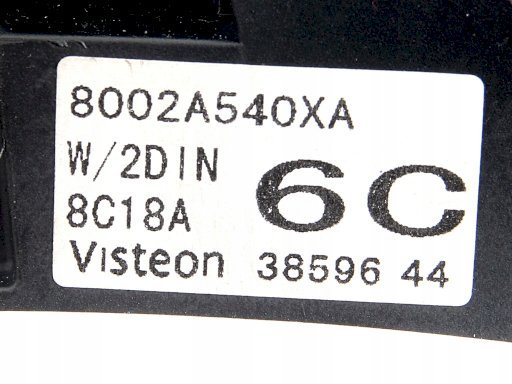 8002A540XA
W/2DIN
8C18A
6C
Visteon 38596 44